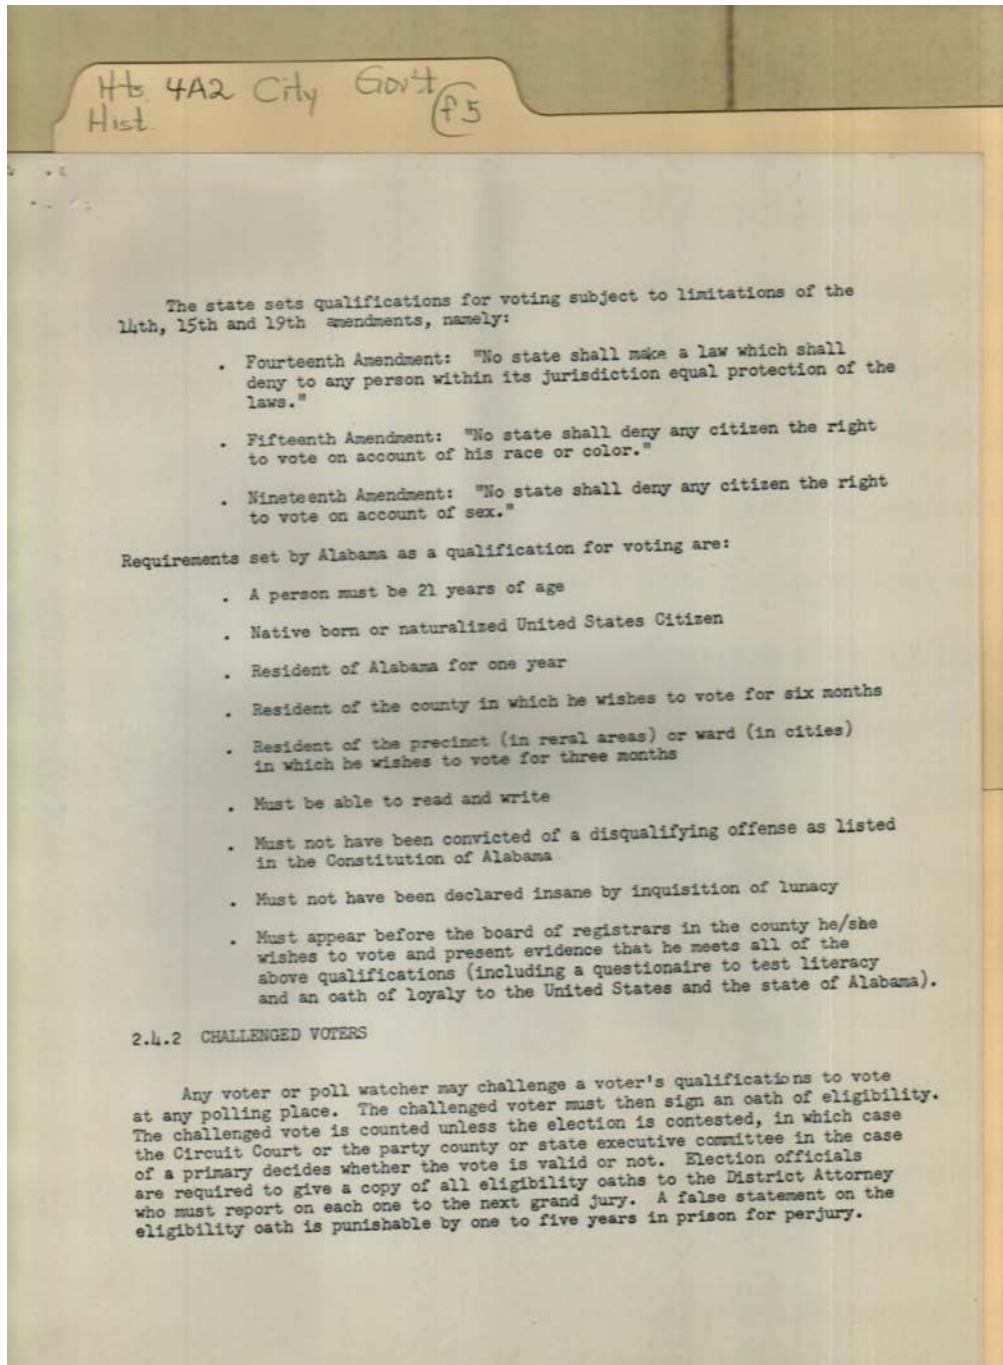 Hts 4A2 City Gov't
Hist. f5
The state sets qualifications for voting subject to limitations of the
14th, 15th and 19th amendments, namely:
. Fourteenth Amendment: "No state shall make a law which shall
deny to any person within its jurisdiction equal protection of the
laws."
. Fifteenth Amendment: "No state shall deny any citizen the right
to vote on account of his race or color."
. Nineteenth Amendment: "No state shall deny any citizen the right
to vote on account of sex."
Requirements set by Alabama as a qualification for voting are:
. A person must be 21 years of age
. Native born or naturalized United States Citizen
. Resident of Alabama for one year
. Resident of the county in which he wishes to vote for six months
. Resident of the precinct (in reral areas) or ward (in cities)
in which he wishes to vote for three months
. Must be able to read and write
. Must not have been convicted of a disqualifying offense as listed
in the Constitution of Alabama.
. Must not have been declared insane by inquisition of lunacy
. Must appear before the board of registrars in the county he/she
wishes to vote and present evidence that he meets all of the
above qualifications (including a questionaire to test literacy
and an oath of loyaly to the United States and the state of Alabama).
2.4.2 CHALLENGED VOTERS
Any voter or poll watcher may challenge a voter's qualifications to vote
at any polling place. The challenged voter must then sign an oath of eligibility.
The challenged vote is counted unless the election is contested, in which case
the Circuit Court or the party county or state executive committee in the case
of a primary decides whether the vote is valid or not. Election officials
are required to give a copy of all eligibility oaths to the District Attorney
who must report on each one to the next grand jury. A false statement on the
eligibility oath is punishable by one to five years in prison for perjury.